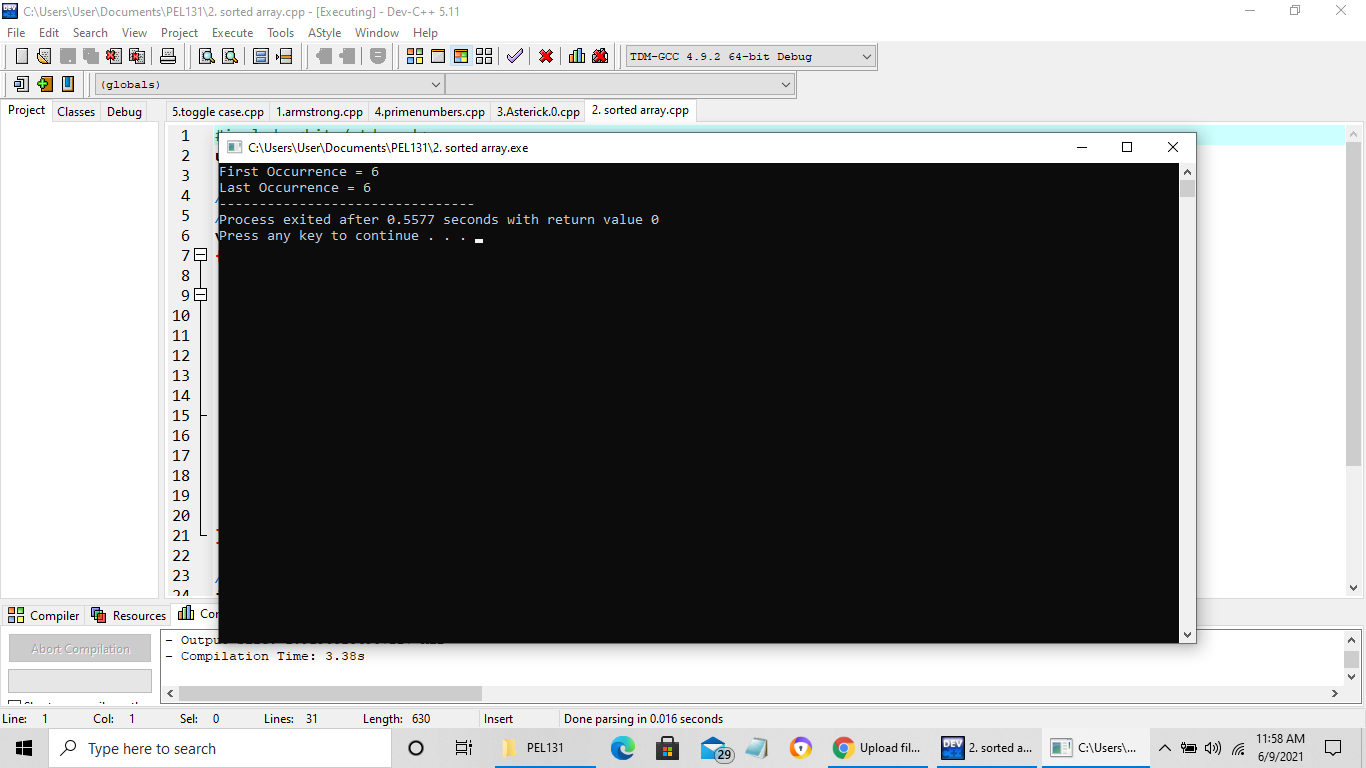 C:\Users\User\Documents\PEL131\2. sorted array.cpp - [Executing] - Dev-C++ 5.11
File Edit Search View Project Execute Tools AStyle Window Help
TDM-GCC 4.9.2 64-bit Debug
(globals)
Project Classes Debug 5.toggle case.cpp 1.armstrong.cpp 4.primenumbers.cpp 3.Asterick.0.cpp 2. sorted array.cpp
1
2
3
4
5
6
7
8
9
10
11
12
13
14
15
16
17
18
19
20
21
22
23
24
C:\Users\User\Documents\PEL131\2. sorted array.exe
First Occurrence = 6
Last Occurrence = 6
--------------------------------
Process exited after 0.5577 seconds with return value 0
Press any key to continue . . .
Compiler Resources Con
Abort Compilation
- Outpu
- Compilation Time: 3.38s
Line: 1 Col: 1 Sel: 0 Lines: 31 Length: 630 Insert Done parsing in 0.016 seconds
Type here to search
PEL131
29
Upload fil...
DEV
2. sorted a...
C:\Users\...
11:58 AM
6/9/2021